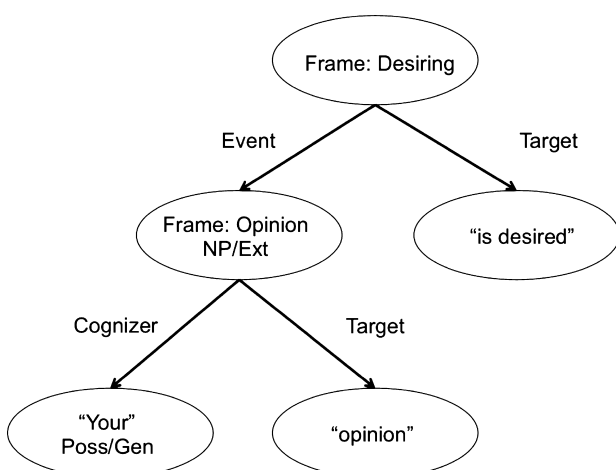 Frame: Desiring
Event
Target
Frame: Opinion
NP/Ext
“is desired”
Cognizer
Target
“Your”
Poss/Gen
“opinion”